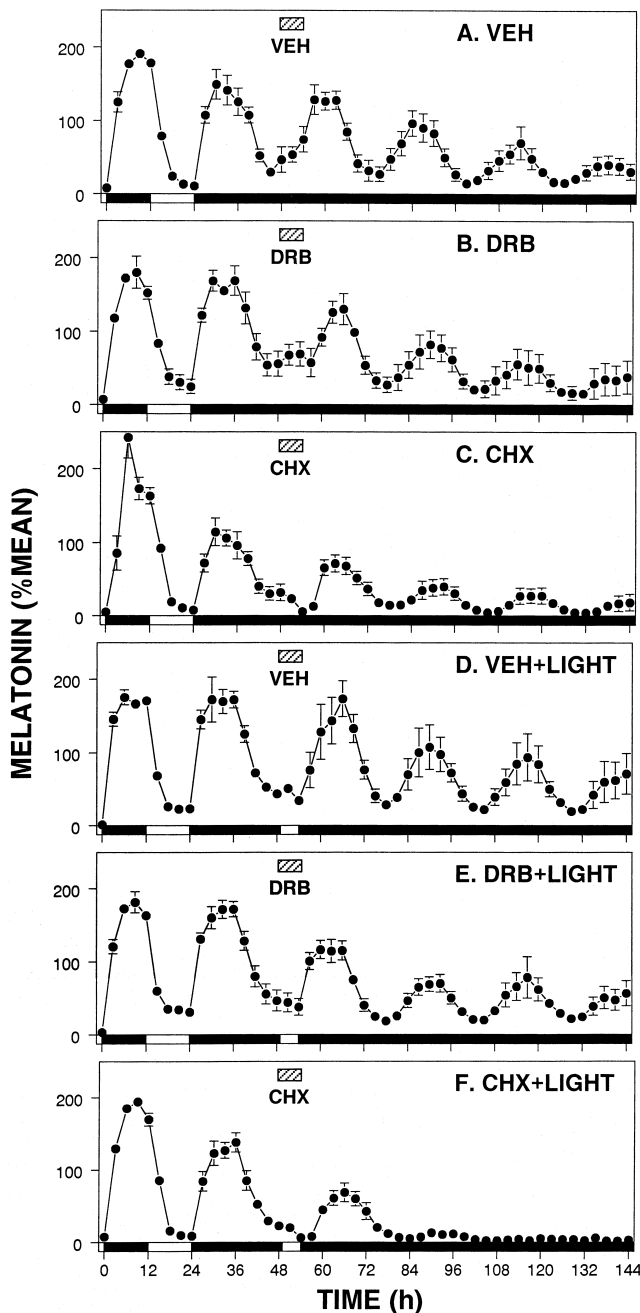 MELATONIN (%MEAN)
A. VEH
VEH
200
100
0
B. DRB
DRB
200
100
0
C. CHX
CHX
200
100
0
D. VEH+LIGHT
VEH
200
100
0
E. DRB+LIGHT
DRB
200
100
0
F. CHX+LIGHT
CHX
200
100
0
0 12 24 36 48 60 72 84 96 108 120 132 144
TIME (h)